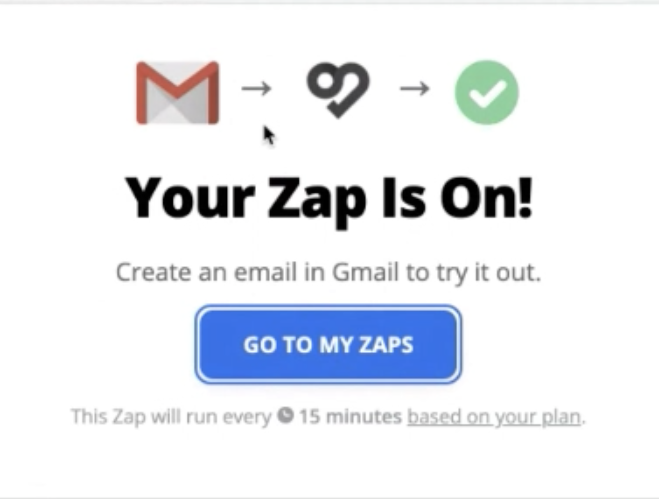 Your Zap Is On!
Create an email in Gmail to try it out.
GO TO MY ZAPS
This Zap will run every 15 minutes based on your plan.